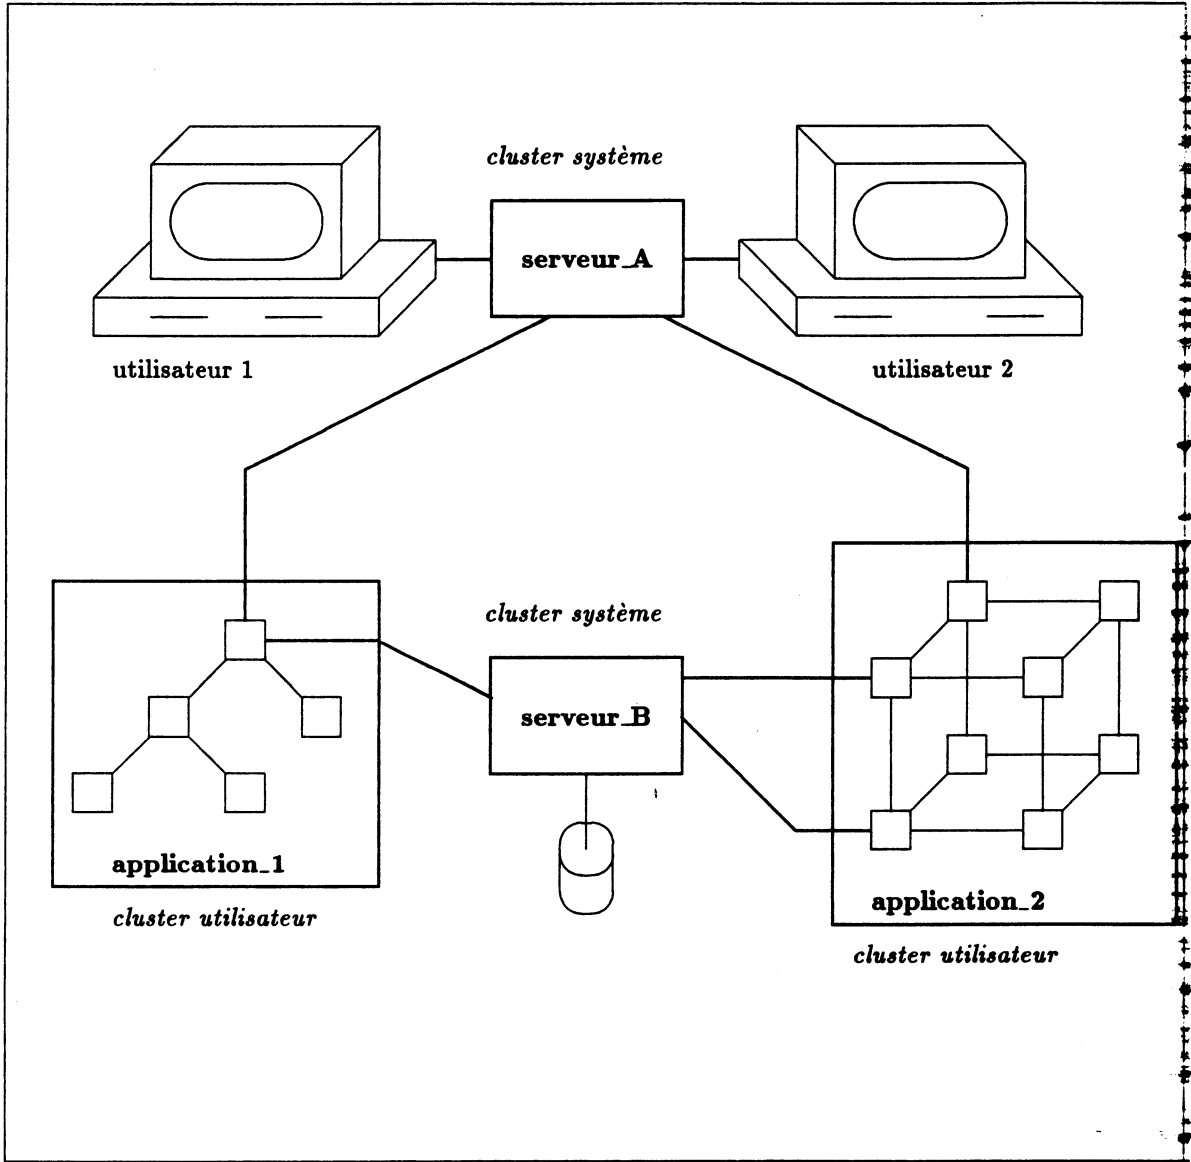 cluster système
serveur_A
utilisateur 1
utilisateur 2
cluster système
serveur_B
application_1
cluster utilisateur
application_2
cluster utilisateur